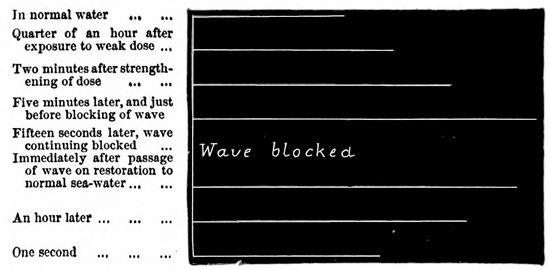 In normal water ... ...
Quarter of an hour after
exposure to weak dose ...
Two minutes after strength-
ening of dose ... ...
Five minutes later, and just
before blocking of wave
Fifteen seconds later, wave
continuing blocked ...
Wave blocked
Immediately after passage
of wave on restoration to
normal sea-water ... ...
An hour later ... ... ...
One second ... ... ...